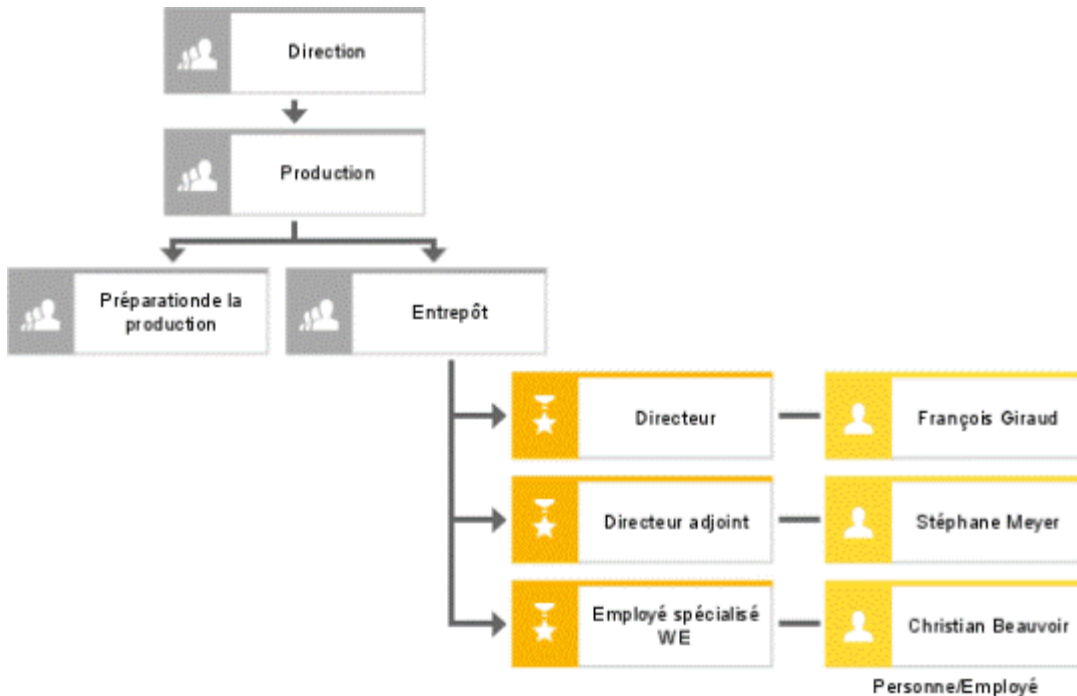 Direction
Production
Préparationde la
production
Entrepôt
Directeur
François Giraud
Directeur adjoint
Stéphane Meyer
Employé spécialisé
WE
Christian Beauvoir
Personne/Employé